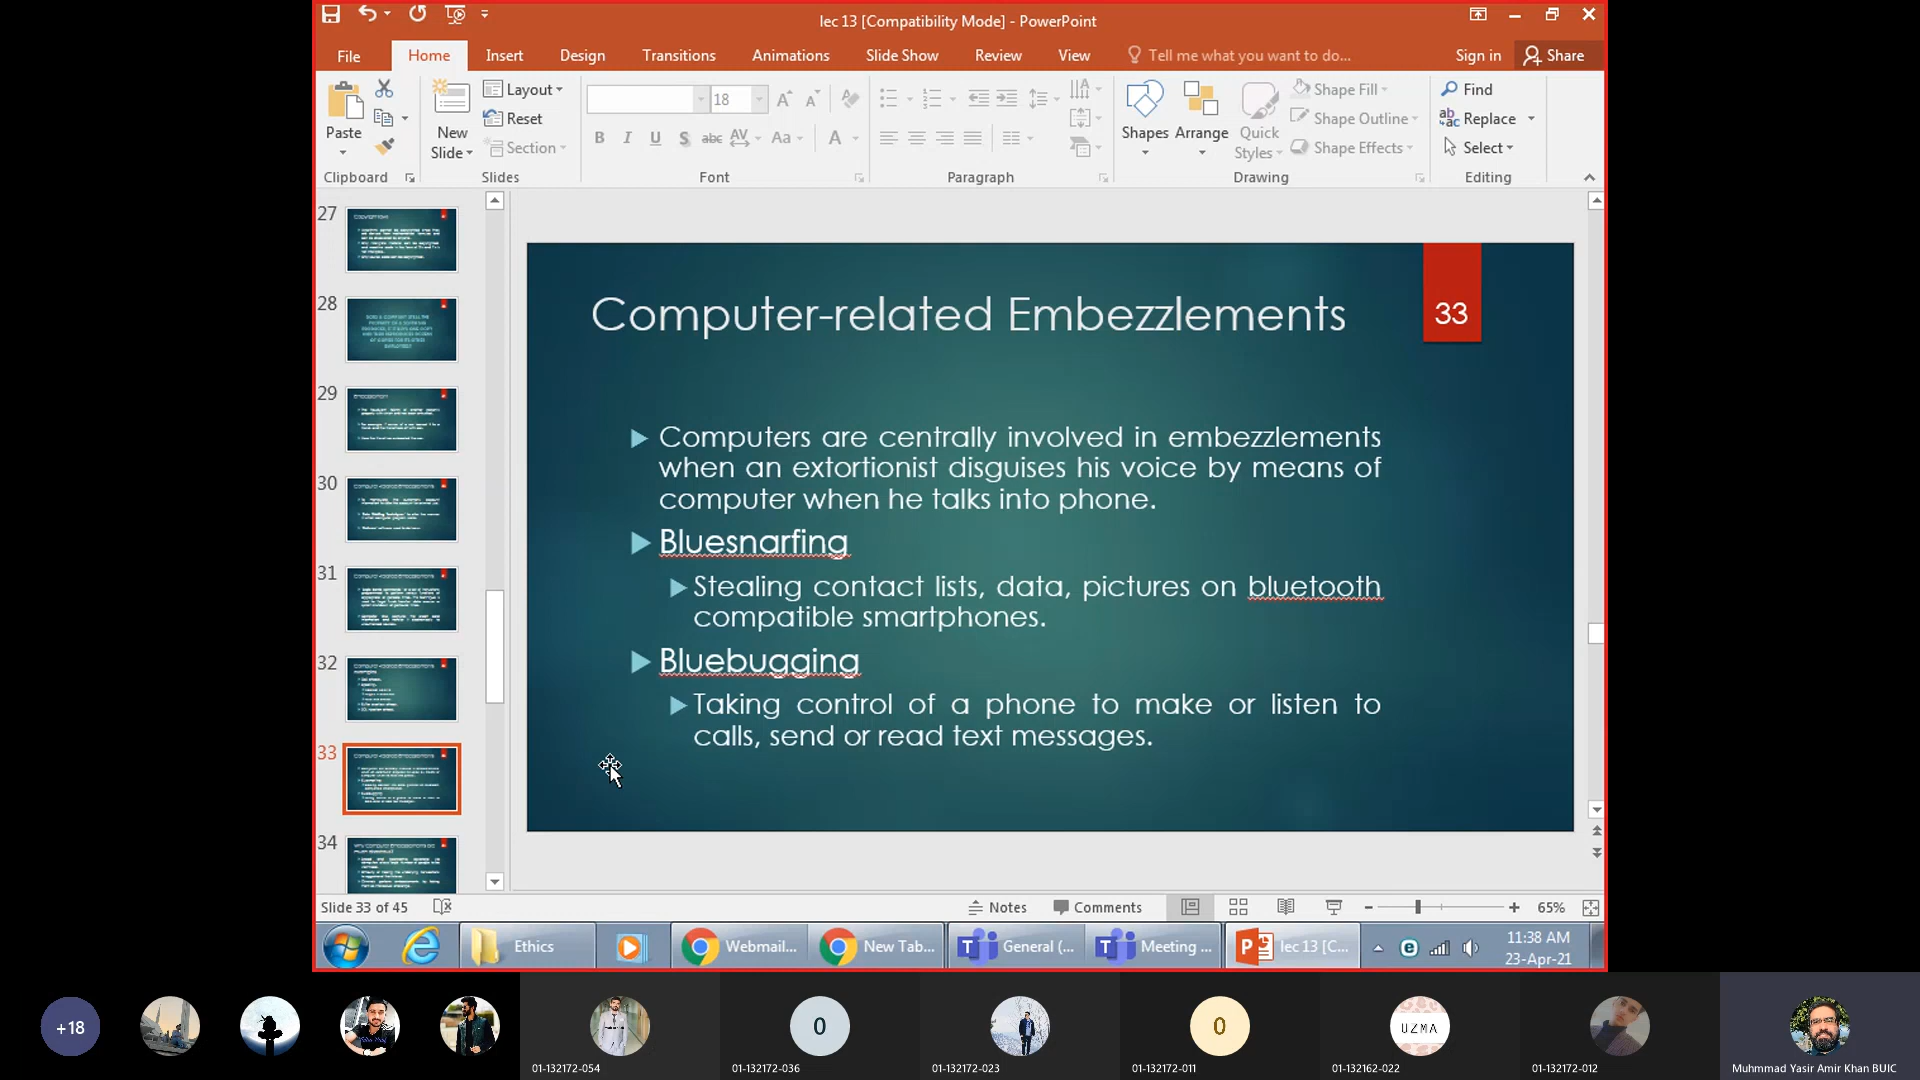 lec 13 [Compatibility Mode] - PowerPoint
File Home Insert Design Transitions Animations Slide Show Review View Tell me what you want to do... Sign in Share
Paste
New Slide
Layout
Reset
Section
18
B I U S abc AV Aa A
Shapes Arrange Quick Styles
Shape Fill
Shape Outline
Shape Effects
Find
Replace
Select
Clipboard Slides Font Paragraph Drawing Editing
27
28
29
30
31
32
33
34
Computer-related Embezzlements
33
Computers are centrally involved in embezzlements
when an extortionist disguises his voice by means of
computer when he talks into phone.
Bluesnarfing
Stealing contact lists, data, pictures on bluetooth
compatible smartphones.
Bluebugging
Taking control of a phone to make or listen to
calls, send or read text messages.
Slide 33 of 45 Notes Comments 65%
Ethics Webmail... New Tab... General (... Meeting ... lec 13 [C...
11:38 AM
23-Apr-21
+18 0 0 UZMA
01-132172-054 01-132172-036 01-132172-023 01-132172-011 01-132162-022 01-132172-012 Muhmmad Yasir Amir Khan BUIC